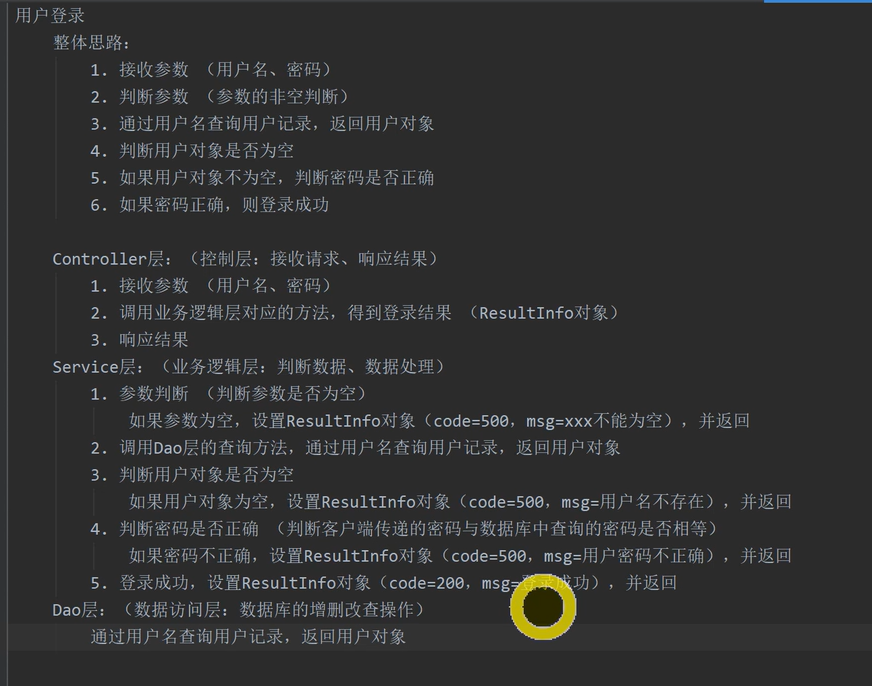 用户登录
整体思路：
1. 接收参数 （用户名、密码）
2. 判断参数 （参数的非空判断）
3. 通过用户名查询用户记录，返回用户对象
4. 判断用户对象是否为空
5. 如果用户对象不为空，判断密码是否正确
6. 如果密码正确，则登录成功
Controller层：（控制层：接收请求、响应结果）
1. 接收参数 （用户名、密码）
2. 调用业务逻辑层对应的方法，得到登录结果 （ResultInfo对象）
3. 响应结果
Service层：（业务逻辑层：判断数据、数据处理）
1. 参数判断 （判断参数是否为空）
如果参数为空，设置ResultInfo对象（code=500，msg=xxx不能为空），并返回
2. 调用Dao层的查询方法，通过用户名查询用户记录，返回用户对象
3. 判断用户对象是否为空
如果用户对象为空，设置ResultInfo对象（code=500，msg=用户名不存在），并返回
4. 判断密码是否正确 （判断客户端传递的密码与数据库中查询的密码是否相等）
如果密码不正确，设置ResultInfo对象（code=500，msg=用户密码不正确），并返回
5. 登录成功，设置ResultInfo对象（code=200，msg=登录成功），并返回
Dao层：（数据访问层：数据库的增删改查操作）
通过用户名查询用户记录，返回用户对象